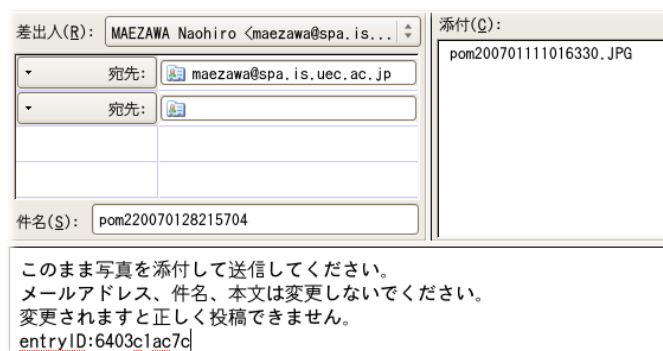 差出人(R): MAEZAWA Naohiro <maezawa@spa.is...
添付(C):
pom200701111016330.JPG
宛先: maezawa@spa.is.uec.ac.jp
宛先:
件名(S): pom220070128215704
このまま写真を添付して送信してください。
メールアドレス、件名、本文は変更しないでください。
変更されますと正しく投稿できません。
entryID:6403c1ac7c